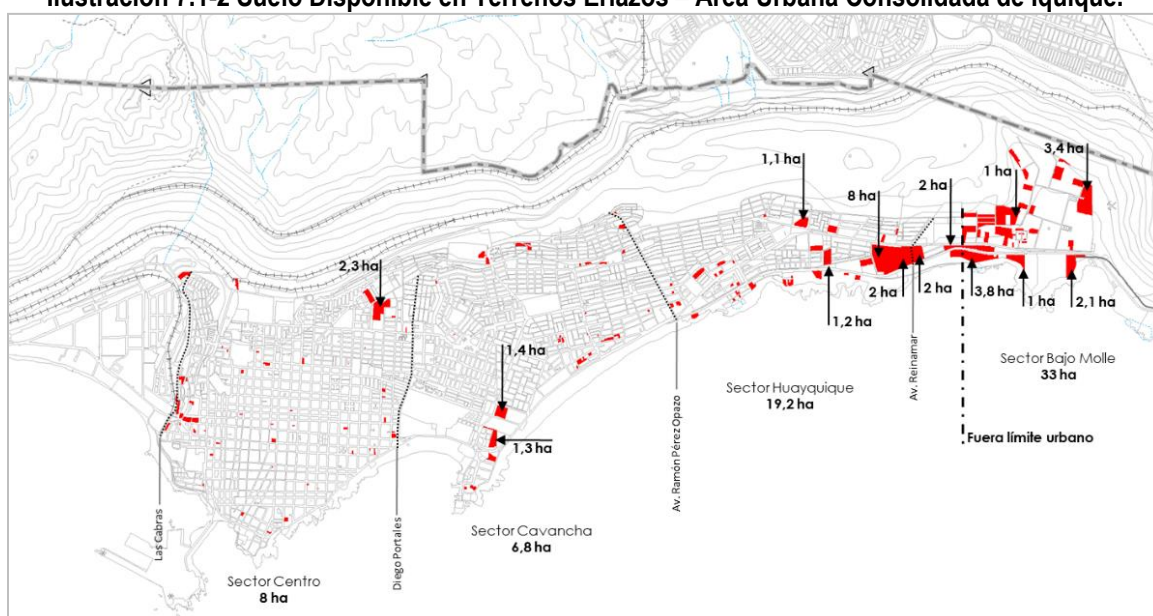 Ilustración 7.1-2 Suelo Disponible en Terrenos Eriazos – Área Urbana Consolidada de Iquique.
3,4 ha
1,1 ha
2 ha
1 ha
8 ha
2,3 ha
2 ha
2 ha
3,8 ha
1 ha
2,1 ha
1,2 ha
1,4 ha
1,3 ha
Sector Bajo Molle
33 ha
Sector Huayquique
19,2 ha
Fuera límite urbano
Av. Reinamar
Av. Ramón Pérez Opazo
Sector Cavancha
6,8 ha
Las Cabras
Diego Portales
Sector Centro
8 ha